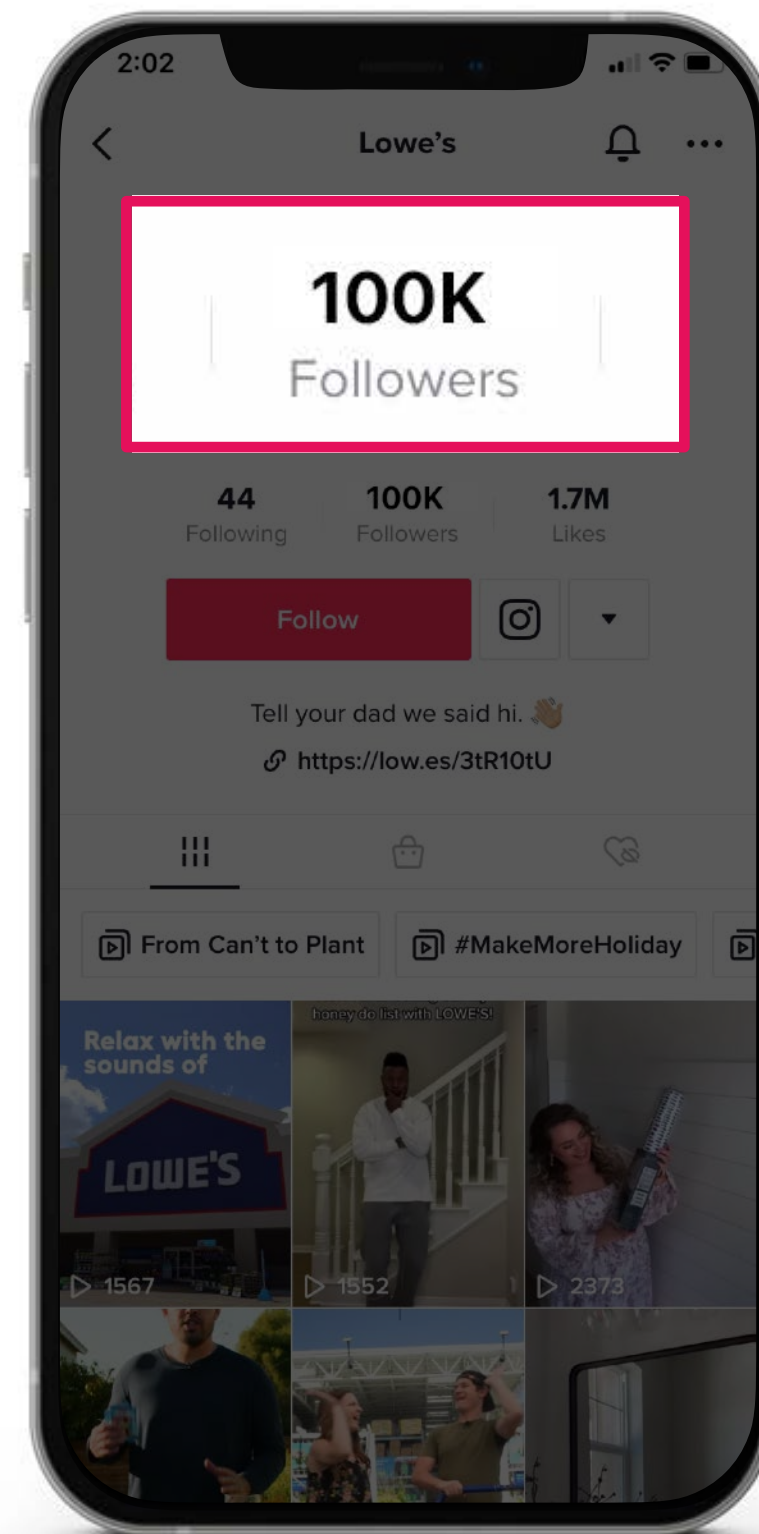 2:02
Lowe's
100K
Followers
44 100K 1.7M
Following Followers Likes
Follow
Tell your dad we said hi. 👋🏼
https://low.es/3tR10tU
From Can't to Plant #MakeMoreHoliday
honey do list with LOWE'S!
Relax with the
sounds of
LOWE'S
1567 1552 2373